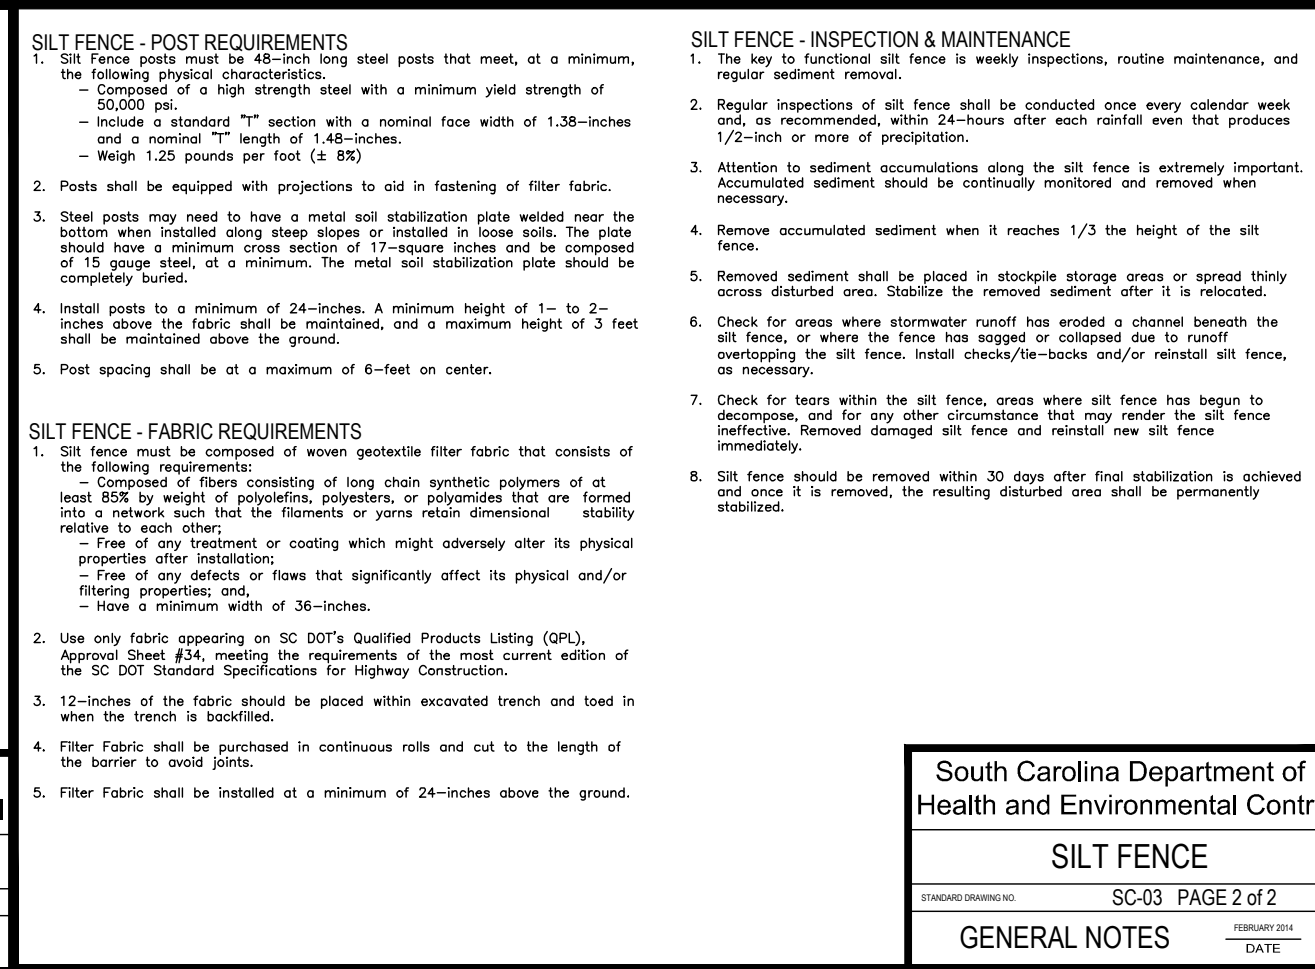 SILT FENCE - POST REQUIREMENTS
1. Silt Fence posts must be 48-inch long steel posts that meet, at a minimum,
the following physical characteristics.
- Composed of a high strength steel with a minimum yield strength of
50,000 psi.
- Include a standard "T" section with a nominal face width of 1.38-inches
and a nominal "T" length of 1.48-inches.
- Weigh 1.25 pounds per foot (± 8%)
2. Posts shall be equipped with projections to aid in fastening of filter fabric.
3. Steel posts may need to have a metal soil stabilization plate welded near the
bottom when installed along steep slopes or installed in loose soils. The plate
should have a minimum cross section of 17-square inches and be composed
of 15 gauge steel, at a minimum. The metal soil stabilization plate should be
completely buried.
4. Install posts to a minimum of 24-inches. A minimum height of 1- to 2-
inches above the fabric shall be maintained, and a maximum height of 3 feet
shall be maintained above the ground.
5. Post spacing shall be at a maximum of 6-feet on center.
SILT FENCE - FABRIC REQUIREMENTS
1. Silt fence must be composed of woven geotextile filter fabric that consists of
the following requirements:
- Composed of fibers consisting of long chain synthetic polymers of at
least 85% by weight of polyolefins, polyesters, or polyamides that are formed
into a network such that the filaments or yarns retain dimensional stability
relative to each other;
- Free of any treatment or coating which might adversely alter its physical
properties after installation;
- Free of any defects or flaws that significantly affect its physical and/or
filtering properties; and,
- Have a minimum width of 36-inches.
2. Use only fabric appearing on SC DOT's Qualified Products Listing (QPL),
Approval Sheet #34, meeting the requirements of the most current edition of
the SC DOT Standard Specifications for Highway Construction.
3. 12-inches of the fabric should be placed within excavated trench and toed in
when the trench is backfilled.
4. Filter Fabric shall be purchased in continuous rolls and cut to the length of
the barrier to avoid joints.
5. Filter Fabric shall be installed at a minimum of 24-inches above the ground.
SILT FENCE - INSPECTION & MAINTENANCE
1. The key to functional silt fence is weekly inspections, routine maintenance, and
regular sediment removal.
2. Regular inspections of silt fence shall be conducted once every calendar week
and, as recommended, within 24-hours after each rainfall even that produces
1/2-inch or more of precipitation.
3. Attention to sediment accumulations along the silt fence is extremely important.
Accumulated sediment should be continually monitored and removed when
necessary.
4. Remove accumulated sediment when it reaches 1/3 the height of the silt
fence.
5. Removed sediment shall be placed in stockpile storage areas or spread thinly
across disturbed area. Stabilize the removed sediment after it is relocated.
6. Check for areas where stormwater runoff has eroded a channel beneath the
silt fence, or where the fence has sagged or collapsed due to runoff
overtopping the silt fence. Install checks/tie-backs and/or reinstall silt fence,
as necessary.
7. Check for tears within the silt fence, areas where silt fence has begun to
decompose, and for any other circumstance that may render the silt fence
ineffective. Removed damaged silt fence and reinstall new silt fence
immediately.
8. Silt fence should be removed within 30 days after final stabilization is achieved
and once it is removed, the resulting disturbed area shall be permanently
stabilized.
South Carolina Department of
Health and Environmental Contr
SILT FENCE
STANDARD DRAWING NO. SC-03 PAGE 2 of 2
GENERAL NOTES
FEBRUARY 2014
DATE